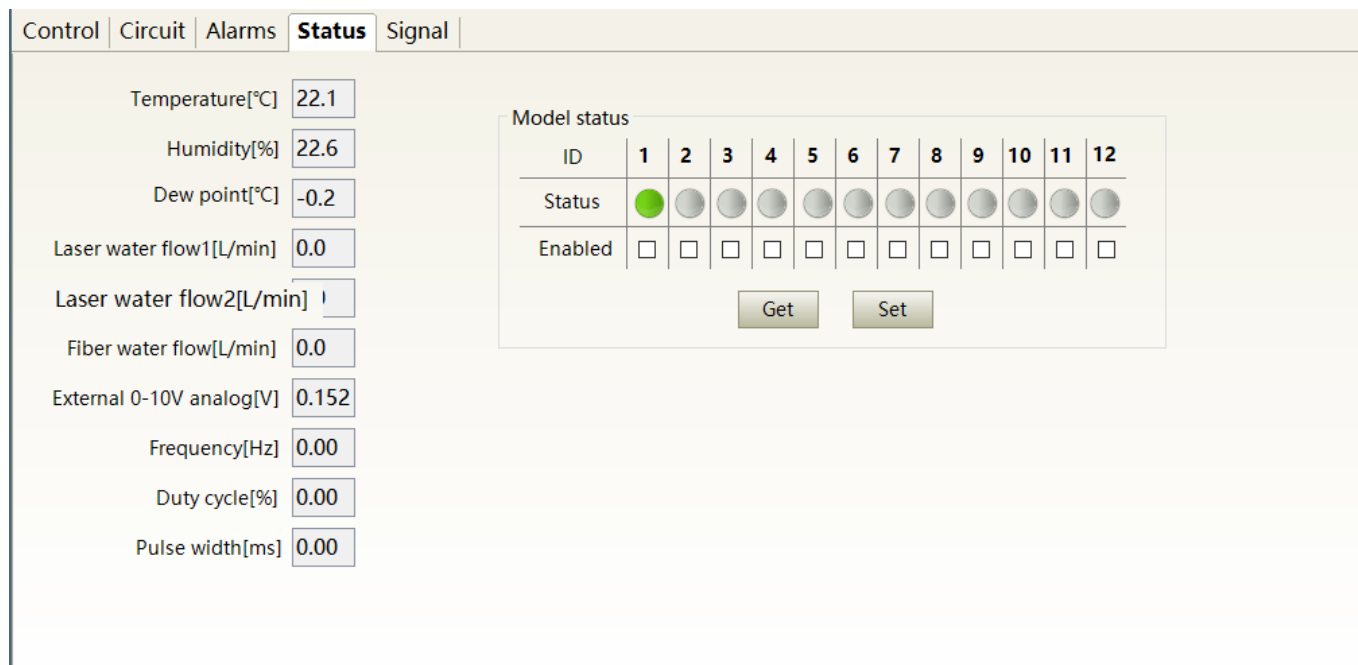 Control Circuit Alarms Status Signal
Temperature[℃] 22.1
Humidity[%] 22.6
Dew point[℃] -0.2
Laser water flow1[L/min] 0.0
Laser water flow2[L/min]
Fiber water flow[L/min] 0.0
External 0-10V analog[V] 0.152
Frequency[Hz] 0.00
Duty cycle[%] 0.00
Pulse width[ms] 0.00
Model status
ID 1 2 3 4 5 6 7 8 9 10 11 12
Status
Enabled
Get Set